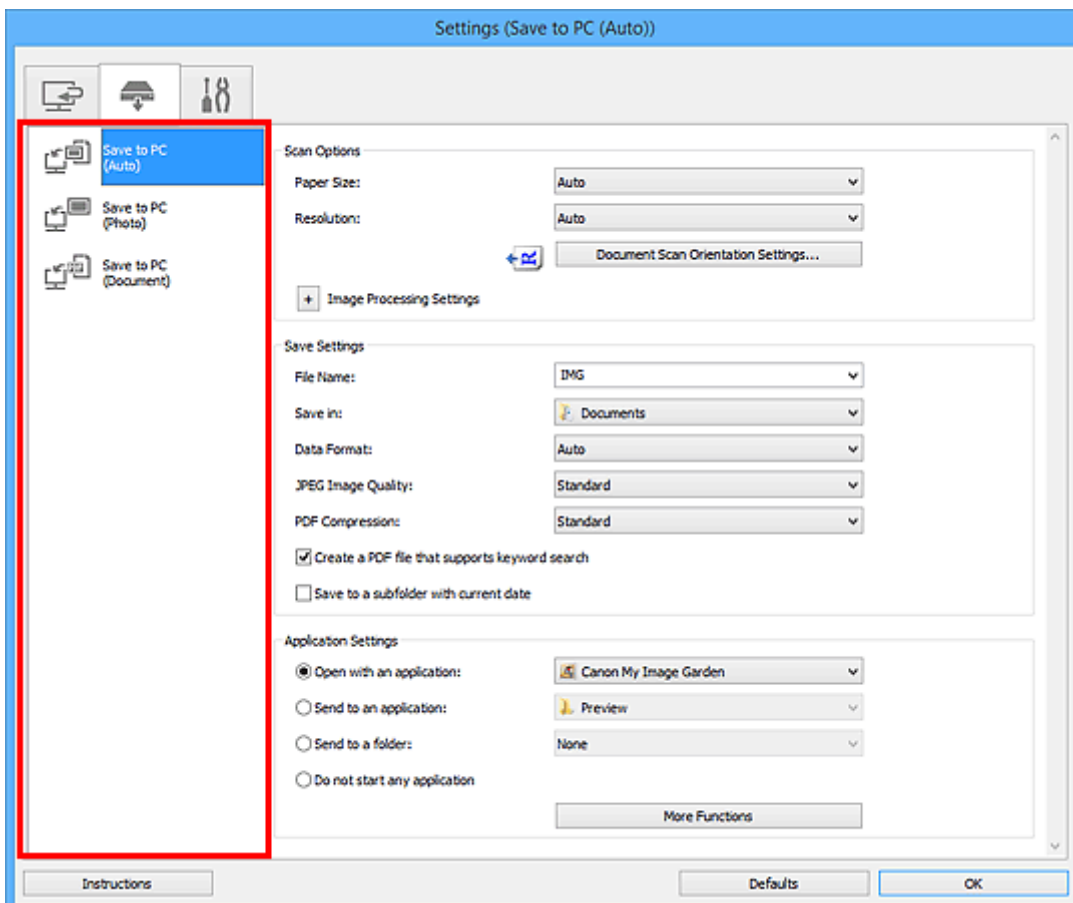 Settings (Save to PC (Auto))
Save to PC
(Auto)
Save to PC
(Photo)
Save to PC
(Document)
Scan Options
Paper Size: Auto
Resolution: Auto
Document Scan Orientation Settings...
+ Image Processing Settings
Save Settings
File Name: IMG
Save in: Documents
Data Format: Auto
JPEG Image Quality: Standard
PDF Compression: Standard
Create a PDF file that supports keyword search
Save to a subfolder with current date
Application Settings
Open with an application: Canon My Image Garden
Send to an application: Preview
Send to a folder: None
Do not start any application
More Functions
Instructions Defaults OK